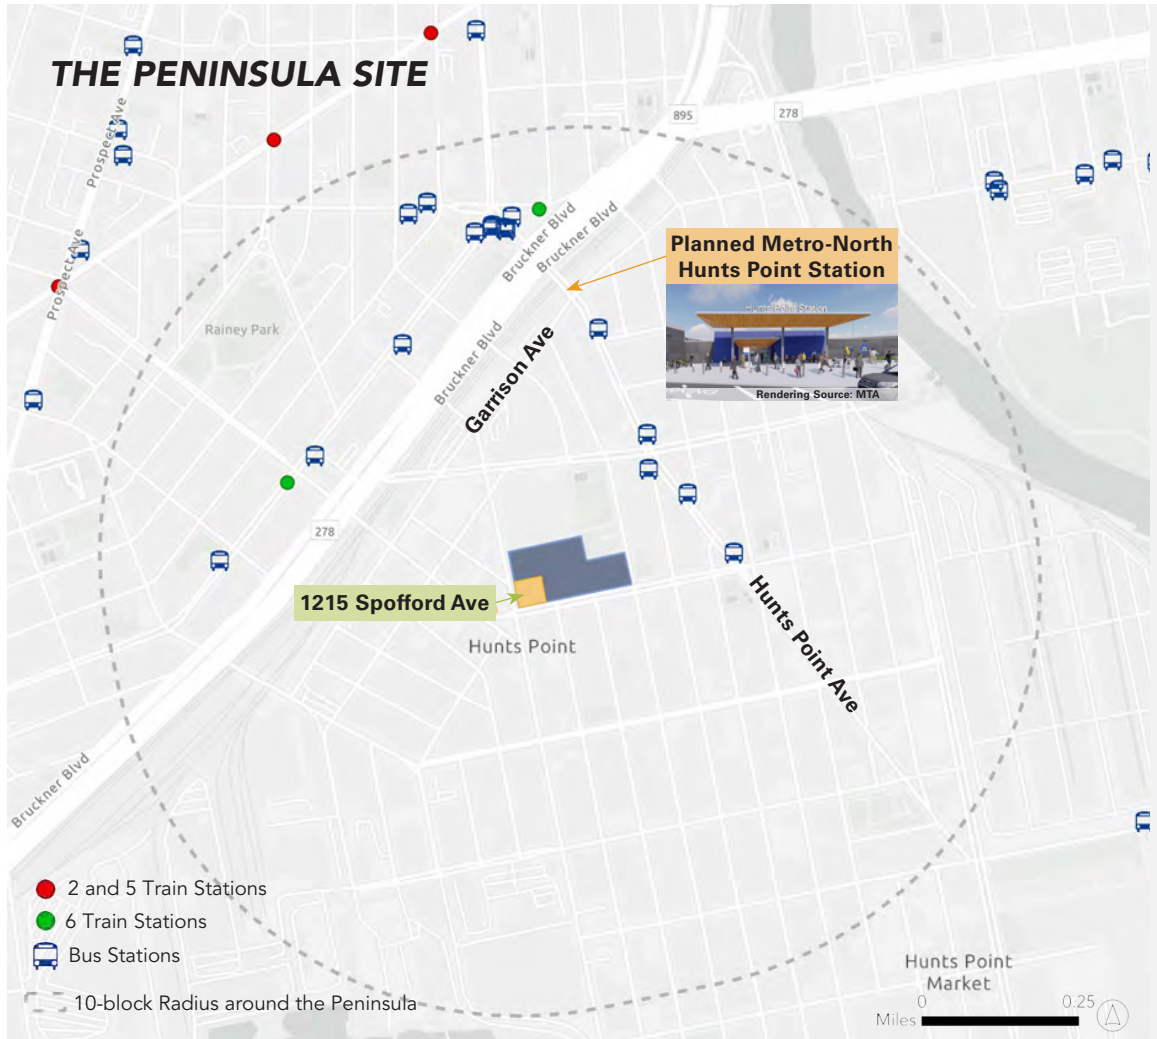 THE PENINSULA SITE
895
278
Prospect Ave
Prospect Ave
Bruckner Blvd
Bruckner Blvd
Planned Metro-North
Hunts Point Station
Hunts Point Station
Rendering Source: MTA
Rainey Park
Bruckner Blvd
Garrison Ave
278
1215 Spofford Ave
Hunts Point
Hunts Point Ave
Bruckner Blvd
2 and 5 Train Stations
6 Train Stations
Bus Stations
10-block Radius around the Peninsula
Hunts Point
Market
0 0.25
Miles